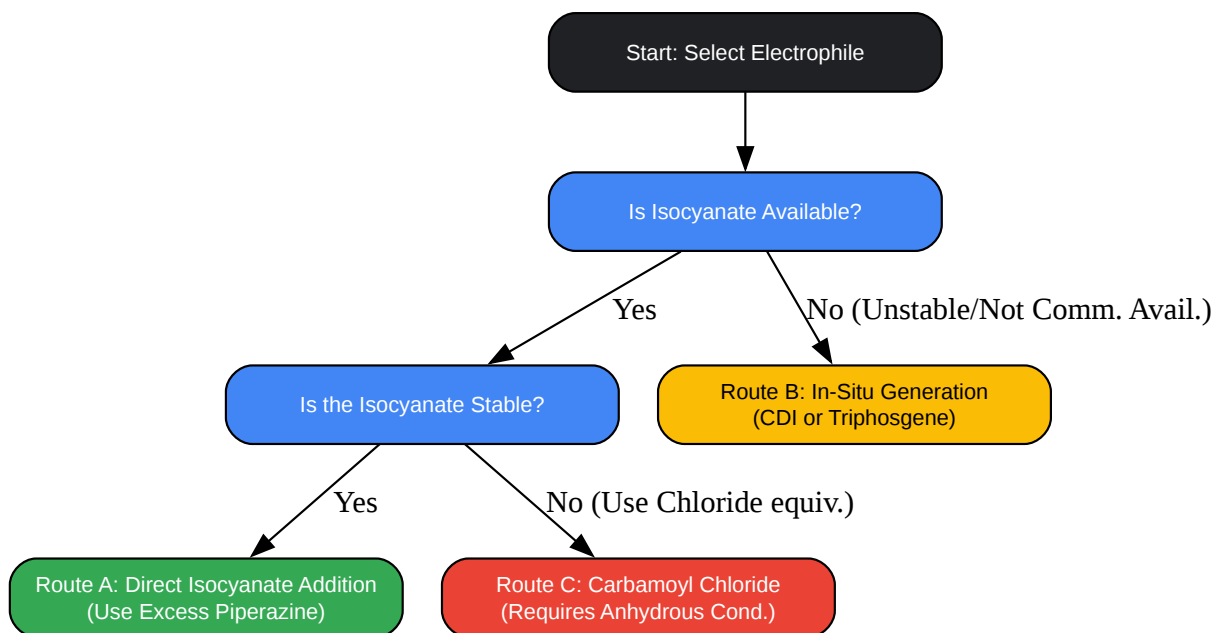 Start: Select Electrophile
Is Isocyanate Available?
Yes
No (Unstable/Not Comm. Avail.)
Is the Isocyanate Stable?
Route B: In-Situ Generation
(CDI or Triphosgene)
Yes
No (Use Chloride equiv.)
Route A: Direct Isocyanate Addition
(Use Excess Piperazine)
Route C: Carbamoyl Chloride
(Requires Anhydrous Cond.)